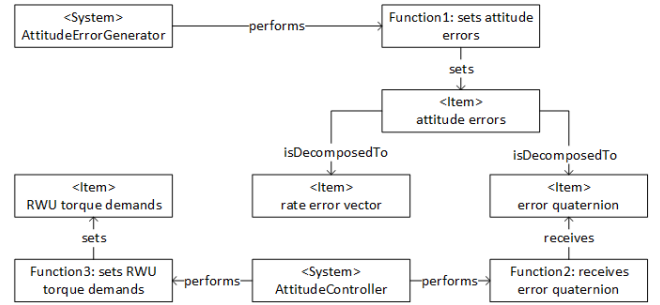 <System>
AttitudeErrorGenerator
performs
Function1: sets attitude
errors
sets
<Item>
attitude errors
isDecomposedTo
isDecomposedTo
<Item>
RWU torque demands
<Item>
rate error vector
<Item>
error quaternion
sets
receives
Function3: sets RWU
torque demands
performs
<System>
AttitudeController
performs
Function2: receives
error quaternion